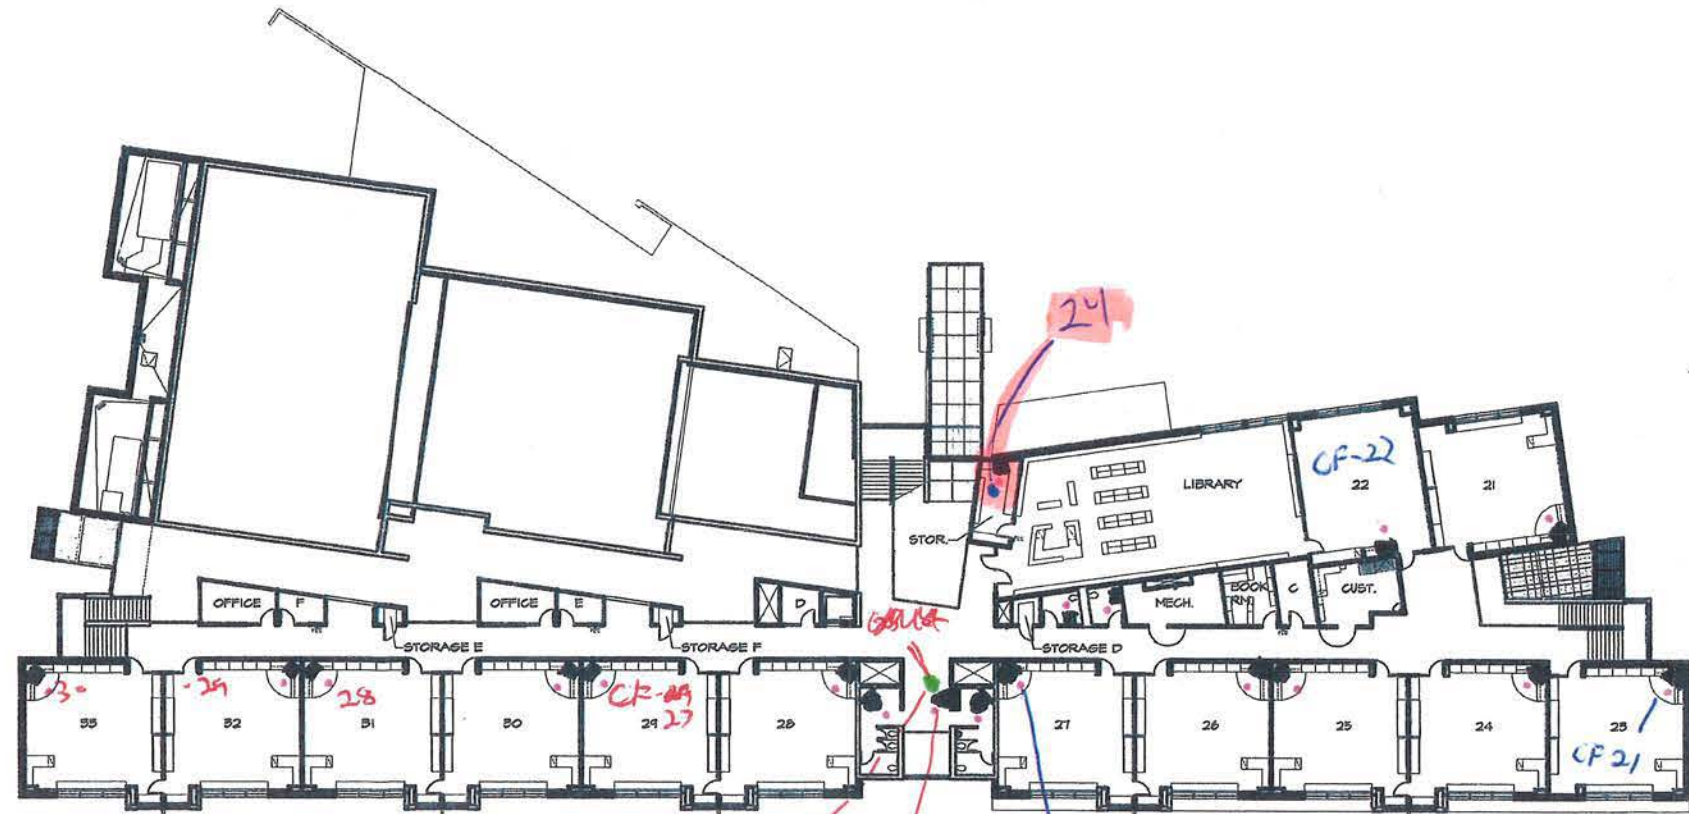 24
CF-22
LIBRARY
22
21
STOR.
OFFICE
F
OFFICE
E
D
MECH.
BOOK
RM.
C
CUST.
STORAGE E
STORAGE F
STORAGE D
30
29
28
CF-
27
33
32
31
30
29
28
27
26
25
24
23
CF 21